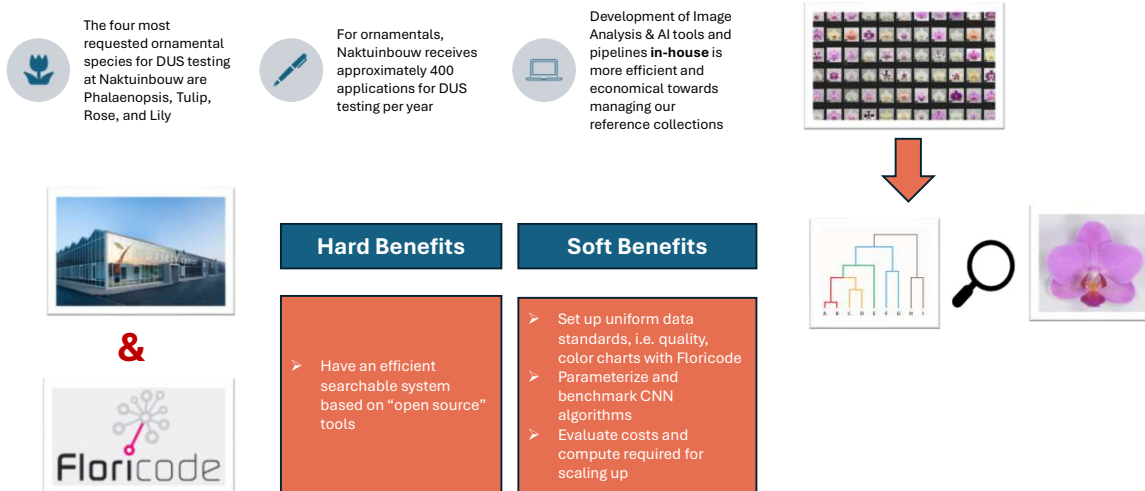 The four most
requested ornamental
species for DUS testing
at Naktuinbouw are
Phalaenopsis, Tulip,
Rose, and Lily
For ornamentals,
Naktuinbouw receives
approximately 400
applications for DUS
testing per year
Development of Image
Analysis & AI tools and
pipelines in-house is
more efficient and
economical towards
managing our
reference collections
&
Floricode
Hard Benefits
➢ Have an efficient
searchable system
based on “open source”
tools
Soft Benefits
➢ Set up uniform data
standards, i.e. quality,
color charts with Floricode
➢ Parameterize and
benchmark CNN
algorithms
➢ Evaluate costs and
compute required for
scaling up
A B C D E F G H I